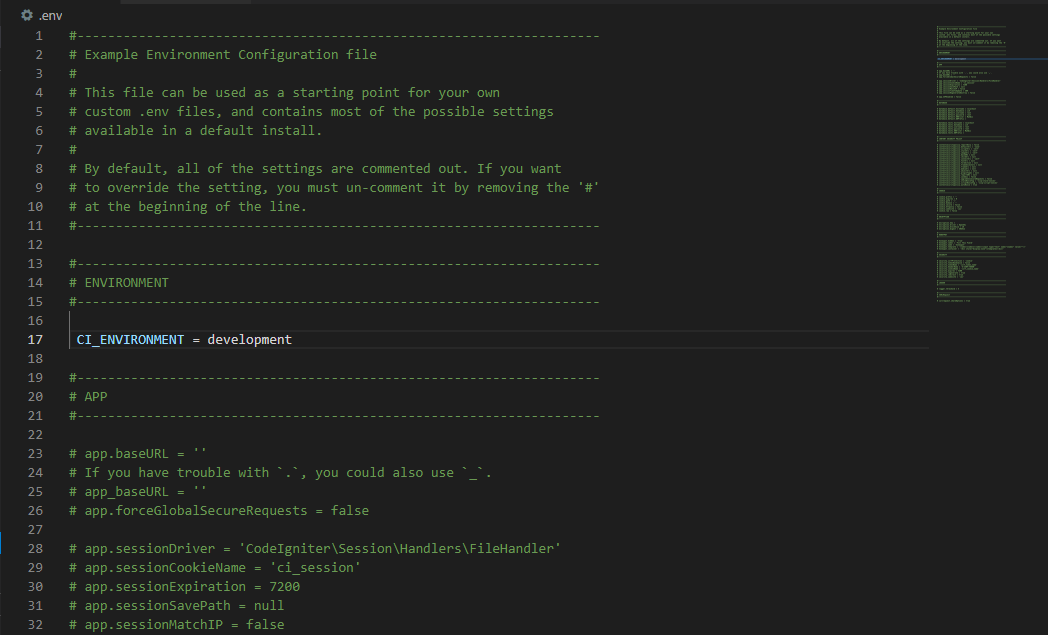 .env
1 #--------------------------------------------------------------------
2 # Example Environment Configuration file
3 #
4 # This file can be used as a starting point for your own
5 # custom .env files, and contains most of the possible settings
6 # available in a default install.
7 #
8 # By default, all of the settings are commented out. If you want
9 # to override the setting, you must un-comment it by removing the '#'
10 # at the beginning of the line.
11 #--------------------------------------------------------------------
12
13 #--------------------------------------------------------------------
14 # ENVIRONMENT
15 #--------------------------------------------------------------------
16
17 CI_ENVIRONMENT = development
18
19 #--------------------------------------------------------------------
20 # APP
21 #--------------------------------------------------------------------
22
23 # app.baseURL = ''
24 # If you have trouble with `.`, you could also use `_`.
25 # app_baseURL = ''
26 # app.forceGlobalSecureRequests = false
27
28 # app.sessionDriver = 'CodeIgniter\Session\Handlers\FileHandler'
29 # app.sessionCookieName = 'ci_session'
30 # app.sessionExpiration = 7200
31 # app.sessionSavePath = null
32 # app.sessionMatchIP = false